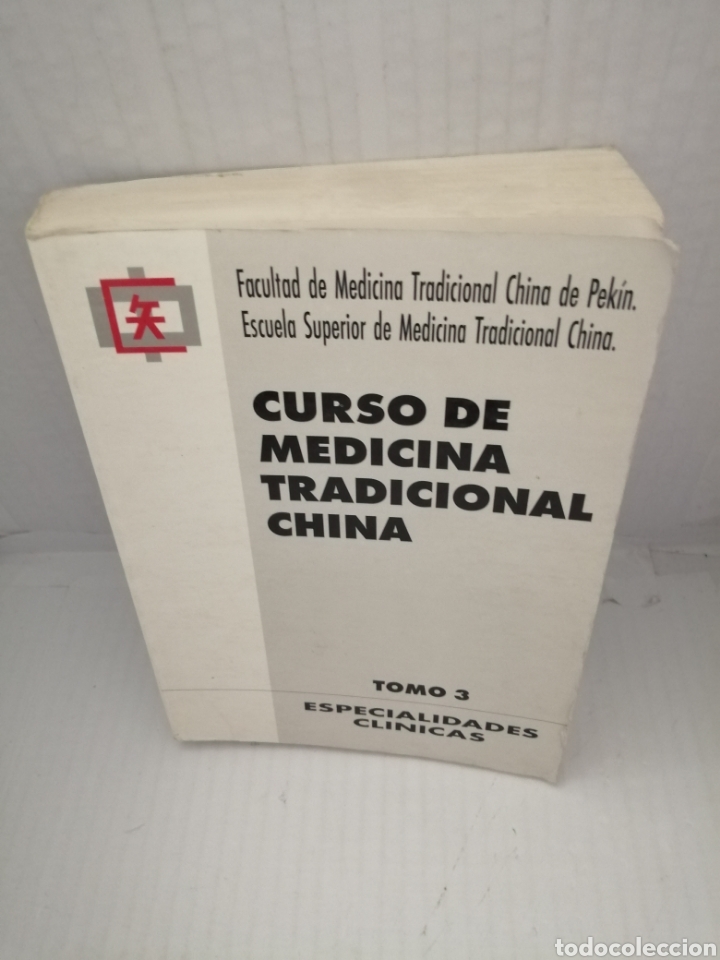 矢
Facultad de Medicina Tradicional China de Pekín.
Escuela Superior de Medicina Tradicional China.
CURSO DE
MEDICINA
TRADICIONAL
CHINA
TOMO 3
ESPECIALIDADES
CLINICAS
todocoleccion